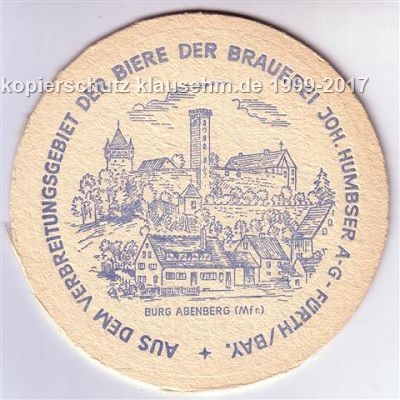 kopierschutz klausehm.de 1999-2017
AUS DEM VERBREITUNGSGEBIET DER BIERE DER BRAUEREI JOH. HUMBSER A·G - FÜRTH/BAY.
BURG ABENBERG (Mfr.)